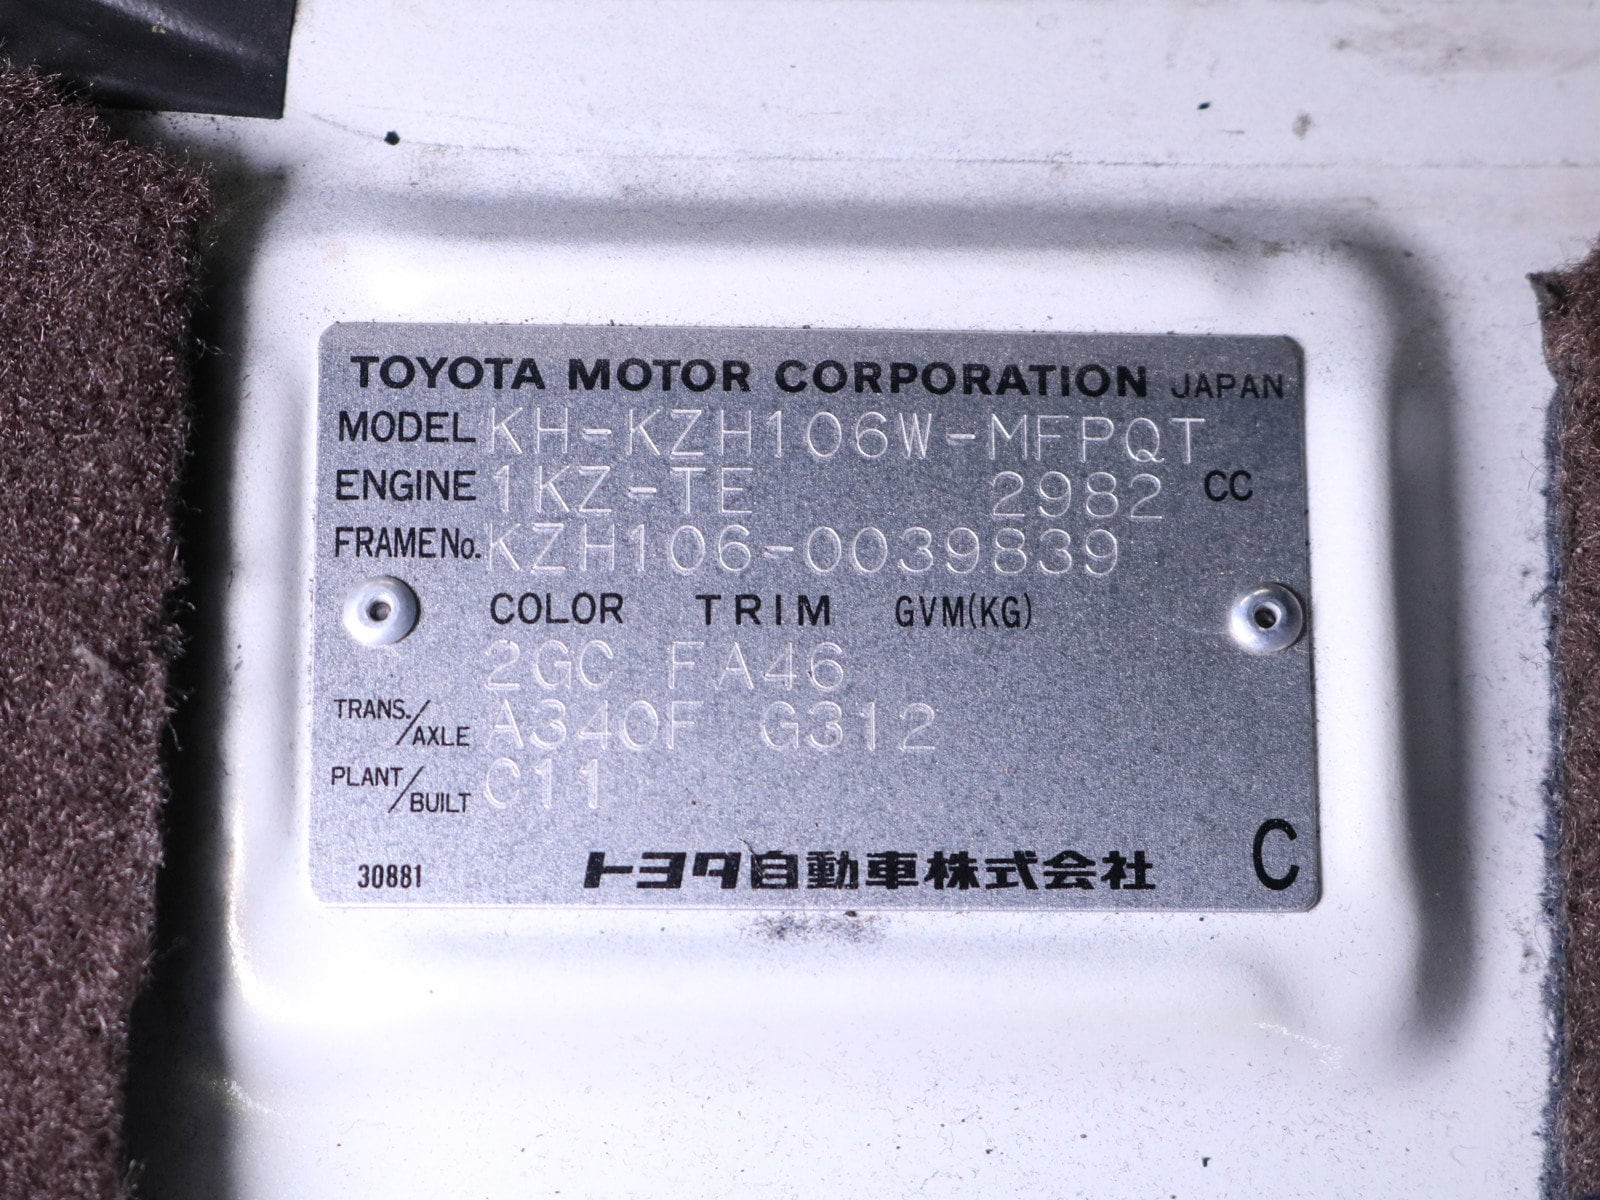 TOYOTA MOTOR CORPORATION JAPAN
MODEL KH-KZH106W-MFPQT
ENGINE 1KZ-TE 2982 CC
FRAME No. KZH106-0039839
COLOR TRIM GVM(KG)
2GC FA46
TRANS./AXLE A340F G312
PLANT/BUILT C11
30881 トヨタ自動車株式会社 C